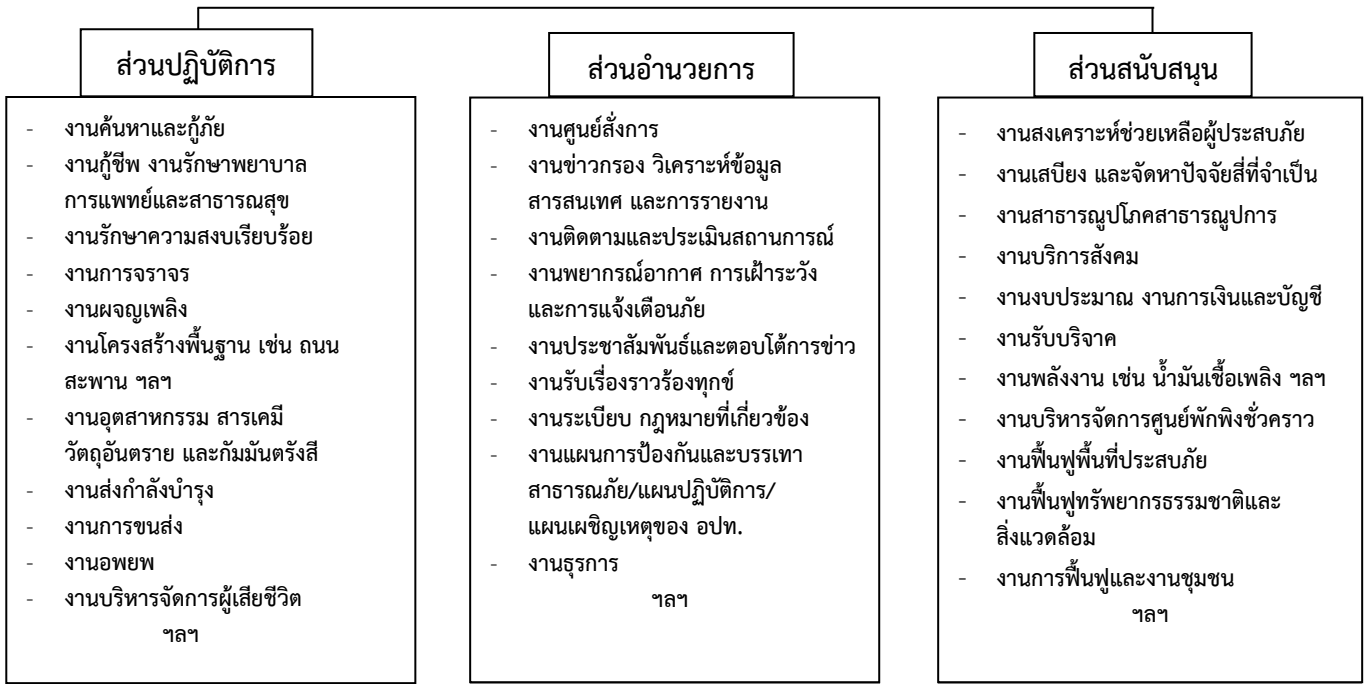 ส่วนปฏิบัติการ
- งานค้นหาและกู้ภัย
- งานกู้ชีพ งานรักษาพยาบาล
การแพทย์และสาธารณสุข
- งานรักษาความสงบเรียบร้อย
- งานการจราจร
- งานผจญเพลิง
- งานโครงสร้างพื้นฐาน เช่น ถนน
สะพาน ฯลฯ
- งานอุตสาหกรรม สารเคมี
วัตถุอันตราย และกัมมันตรังสี
- งานส่งกำลังบำรุง
- งานการขนส่ง
- งานอพยพ
- งานบริหารจัดการผู้เสียชีวิต
ฯลฯ
ส่วนอำนวยการ
- งานศูนย์สั่งการ
- งานข่าวกรอง วิเคราะห์ข้อมูล
สารสนเทศ และการรายงาน
- งานติดตามและประเมินสถานการณ์
- งานพยากรณ์อากาศ การเฝ้าระวัง
และการแจ้งเตือนภัย
- งานประชาสัมพันธ์และตอบโต้การข่าว
- งานรับเรื่องราวร้องทุกข์
- งานระเบียบ กฎหมายที่เกี่ยวข้อง
- งานแผนการป้องกันและบรรเทา
สาธารณภัย/แผนปฏิบัติการ/
แผนเผชิญเหตุของ อปท.
- งานธุรการ
ฯลฯ
ส่วนสนับสนุน
- งานสงเคราะห์ช่วยเหลือผู้ประสบภัย
- งานเสบียง และจัดหาปัจจัยสี่ที่จำเป็น
- งานสาธารณูปโภคสาธารณูปการ
- งานบริการสังคม
- งานงบประมาณ งานการเงินและบัญชี
- งานรับบริจาค
- งานพลังงาน เช่น น้ำมันเชื้อเพลิง ฯลฯ
- งานบริหารจัดการศูนย์พักพิงชั่วคราว
- งานฟื้นฟูพื้นที่ประสบภัย
- งานฟื้นฟูทรัพยากรธรรมชาติและ
สิ่งแวดล้อม
- งานการฟื้นฟูและงานชุมชน
ฯลฯ